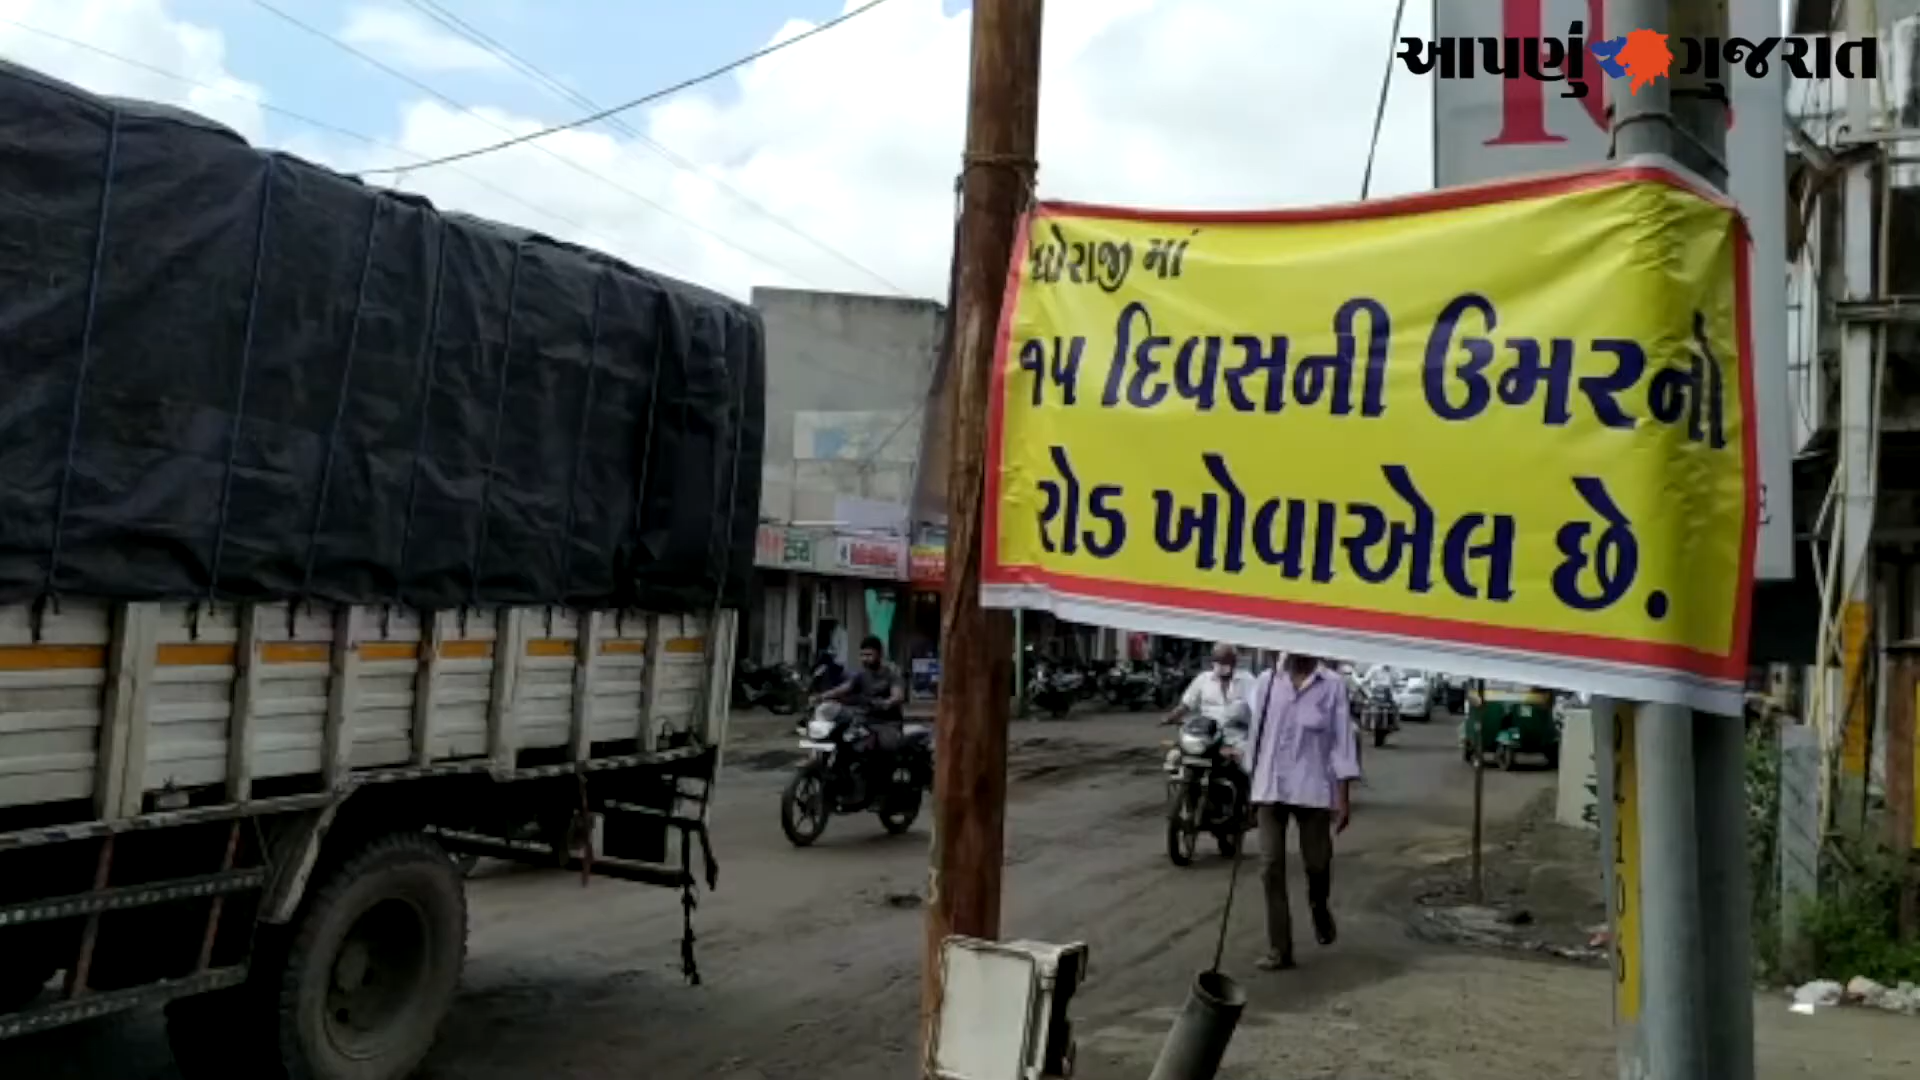 આપણું ગુજરાત
ધોરાજી માં
૧૫ દિવસની ઉંમરનો
રોડ ખોવાએલ છે.